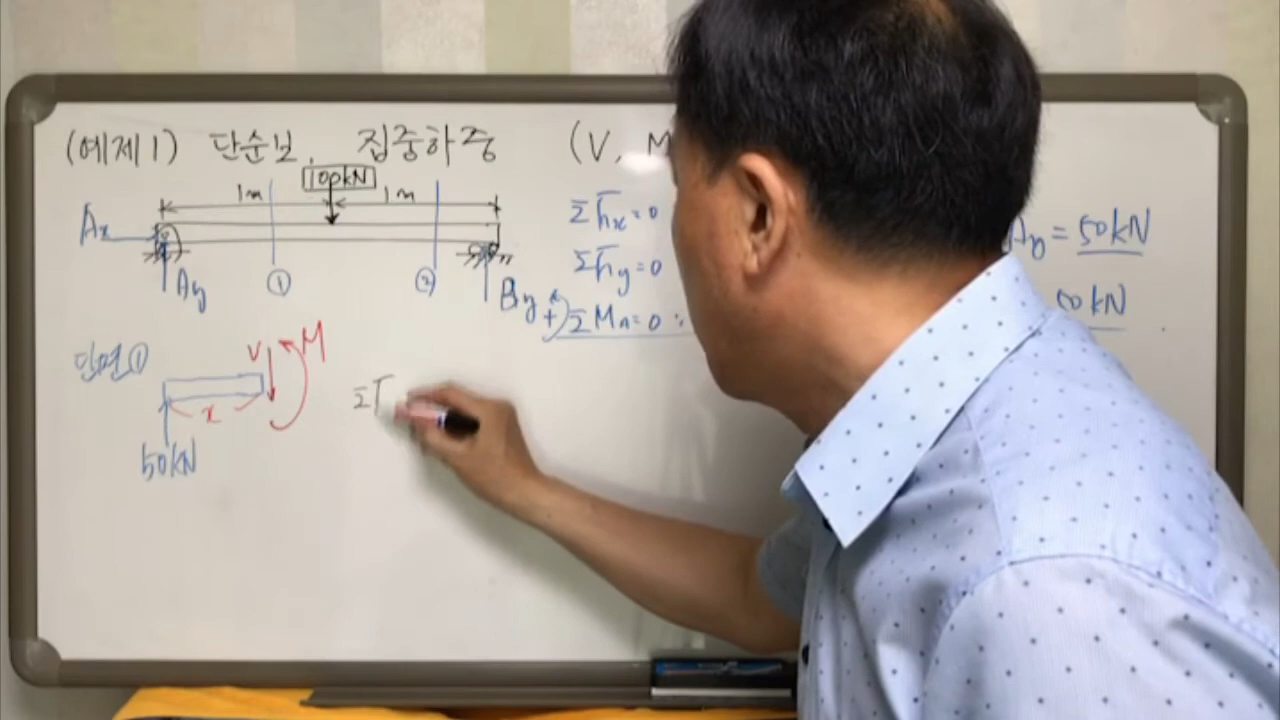 (예제1) 단순보, 집중하중 (V, M
1m 100kN 1m
Ax
Ay ① ② By
ΣFx=0
ΣFy=0
+) ΣMA=0 ;
Ay = 50kN
50kN
단면① V M
x
50kN
Σ